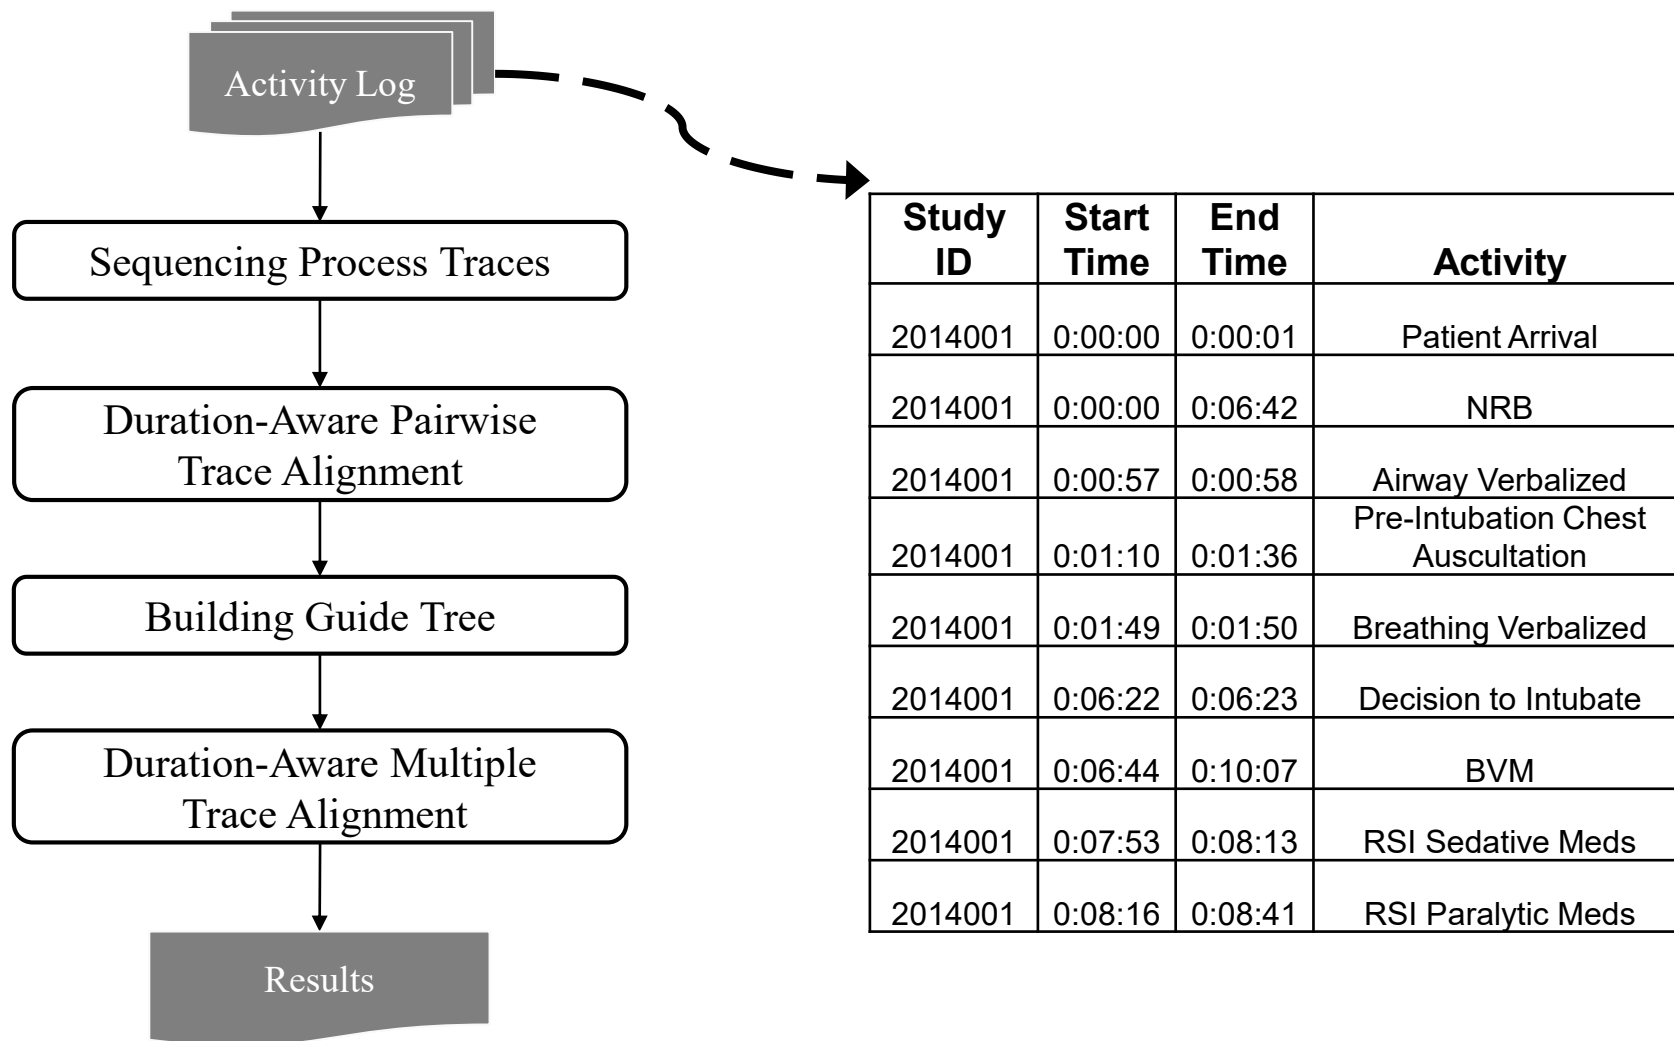 Activity Log
Sequencing Process Traces
Duration-Aware Pairwise
Trace Alignment
Building Guide Tree
Duration-Aware Multiple
Trace Alignment
Results
Study ID Start Time End Time Activity
2014001 0:00:00 0:00:01 Patient Arrival
2014001 0:00:00 0:06:42 NRB
2014001 0:00:57 0:00:58 Airway Verbalized
Pre-Intubation Chest
2014001 0:01:10 0:01:36 Auscultation
2014001 0:01:49 0:01:50 Breathing Verbalized
2014001 0:06:22 0:06:23 Decision to Intubate
2014001 0:06:44 0:10:07 BVM
2014001 0:07:53 0:08:13 RSI Sedative Meds
2014001 0:08:16 0:08:41 RSI Paralytic Meds